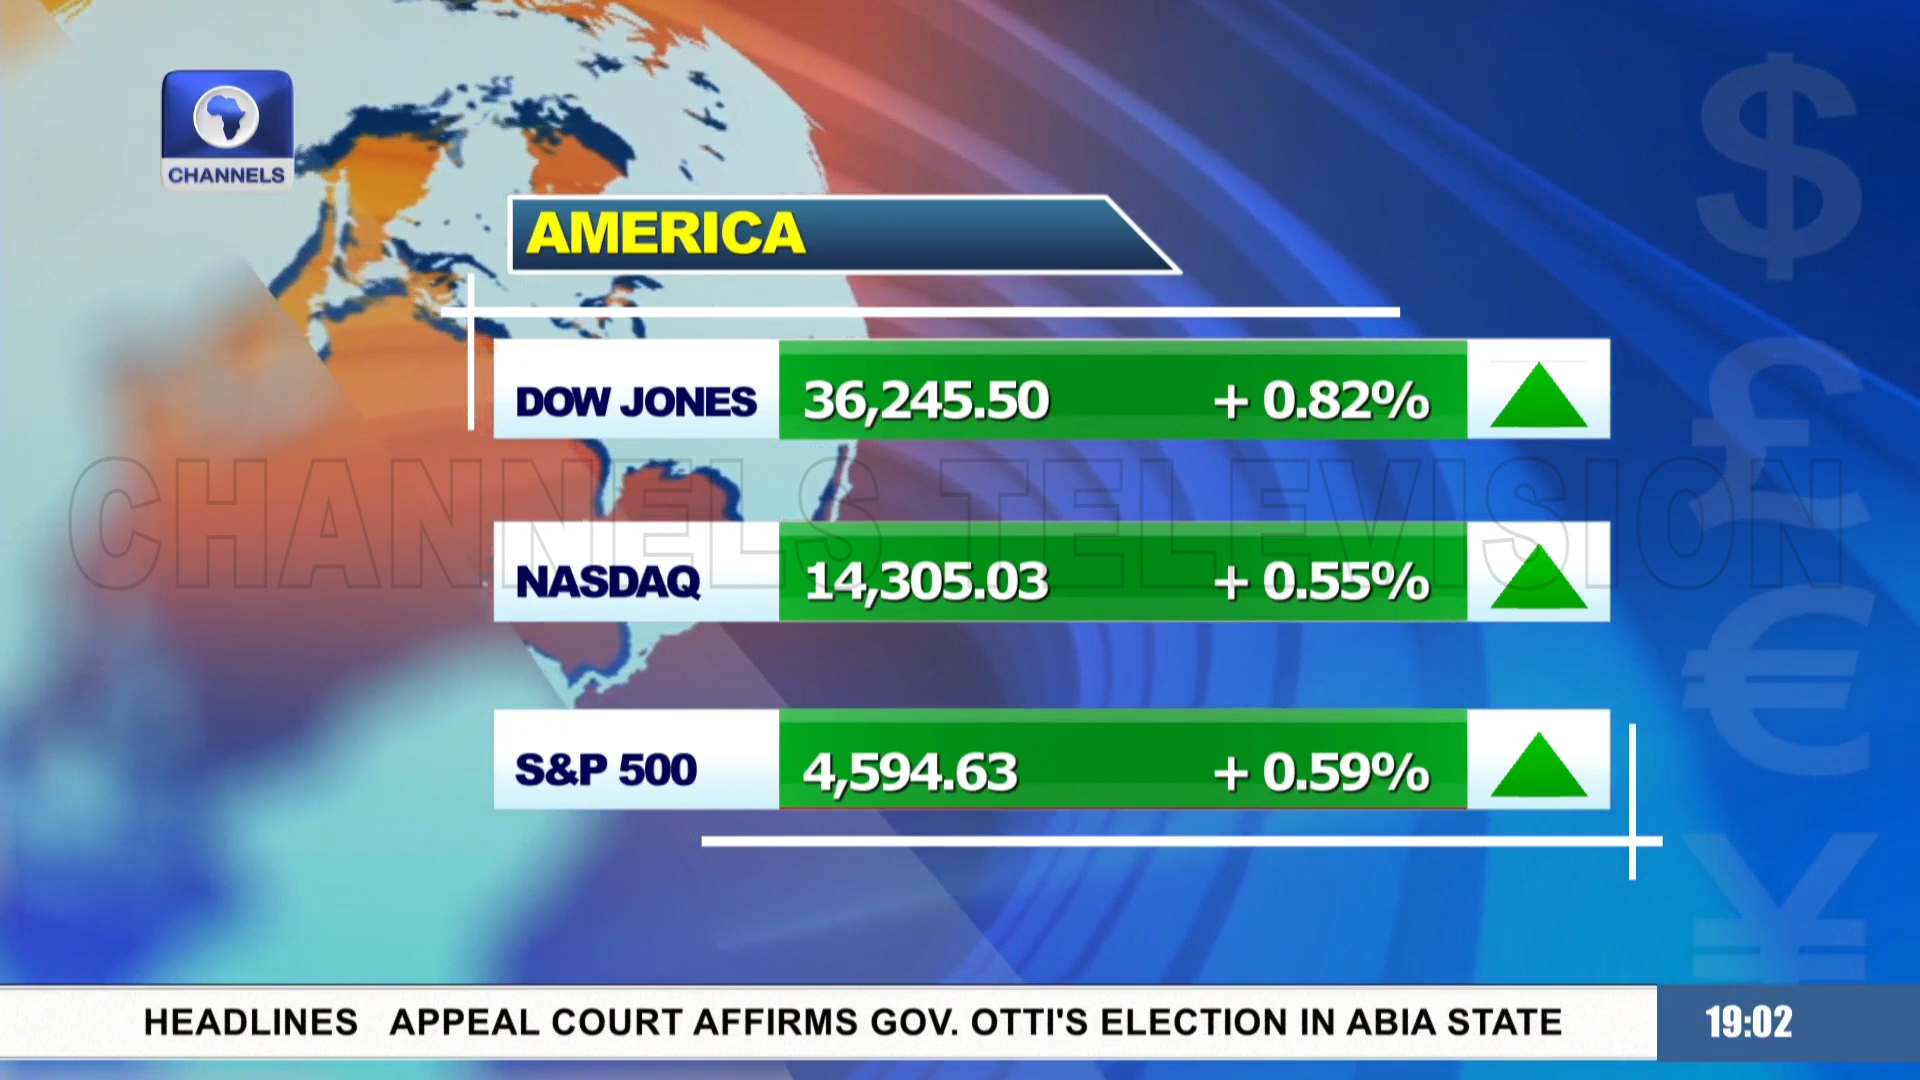 CHANNELS
AMERICA
DOW JONES 36,245.50 + 0.82%
CHANNELS TELEVISION
NASDAQ 14,305.03 + 0.55%
S&P 500 4,594.63 + 0.59%
$
£
€
¥
HEADLINES APPEAL COURT AFFIRMS GOV. OTTI'S ELECTION IN ABIA STATE
19:02